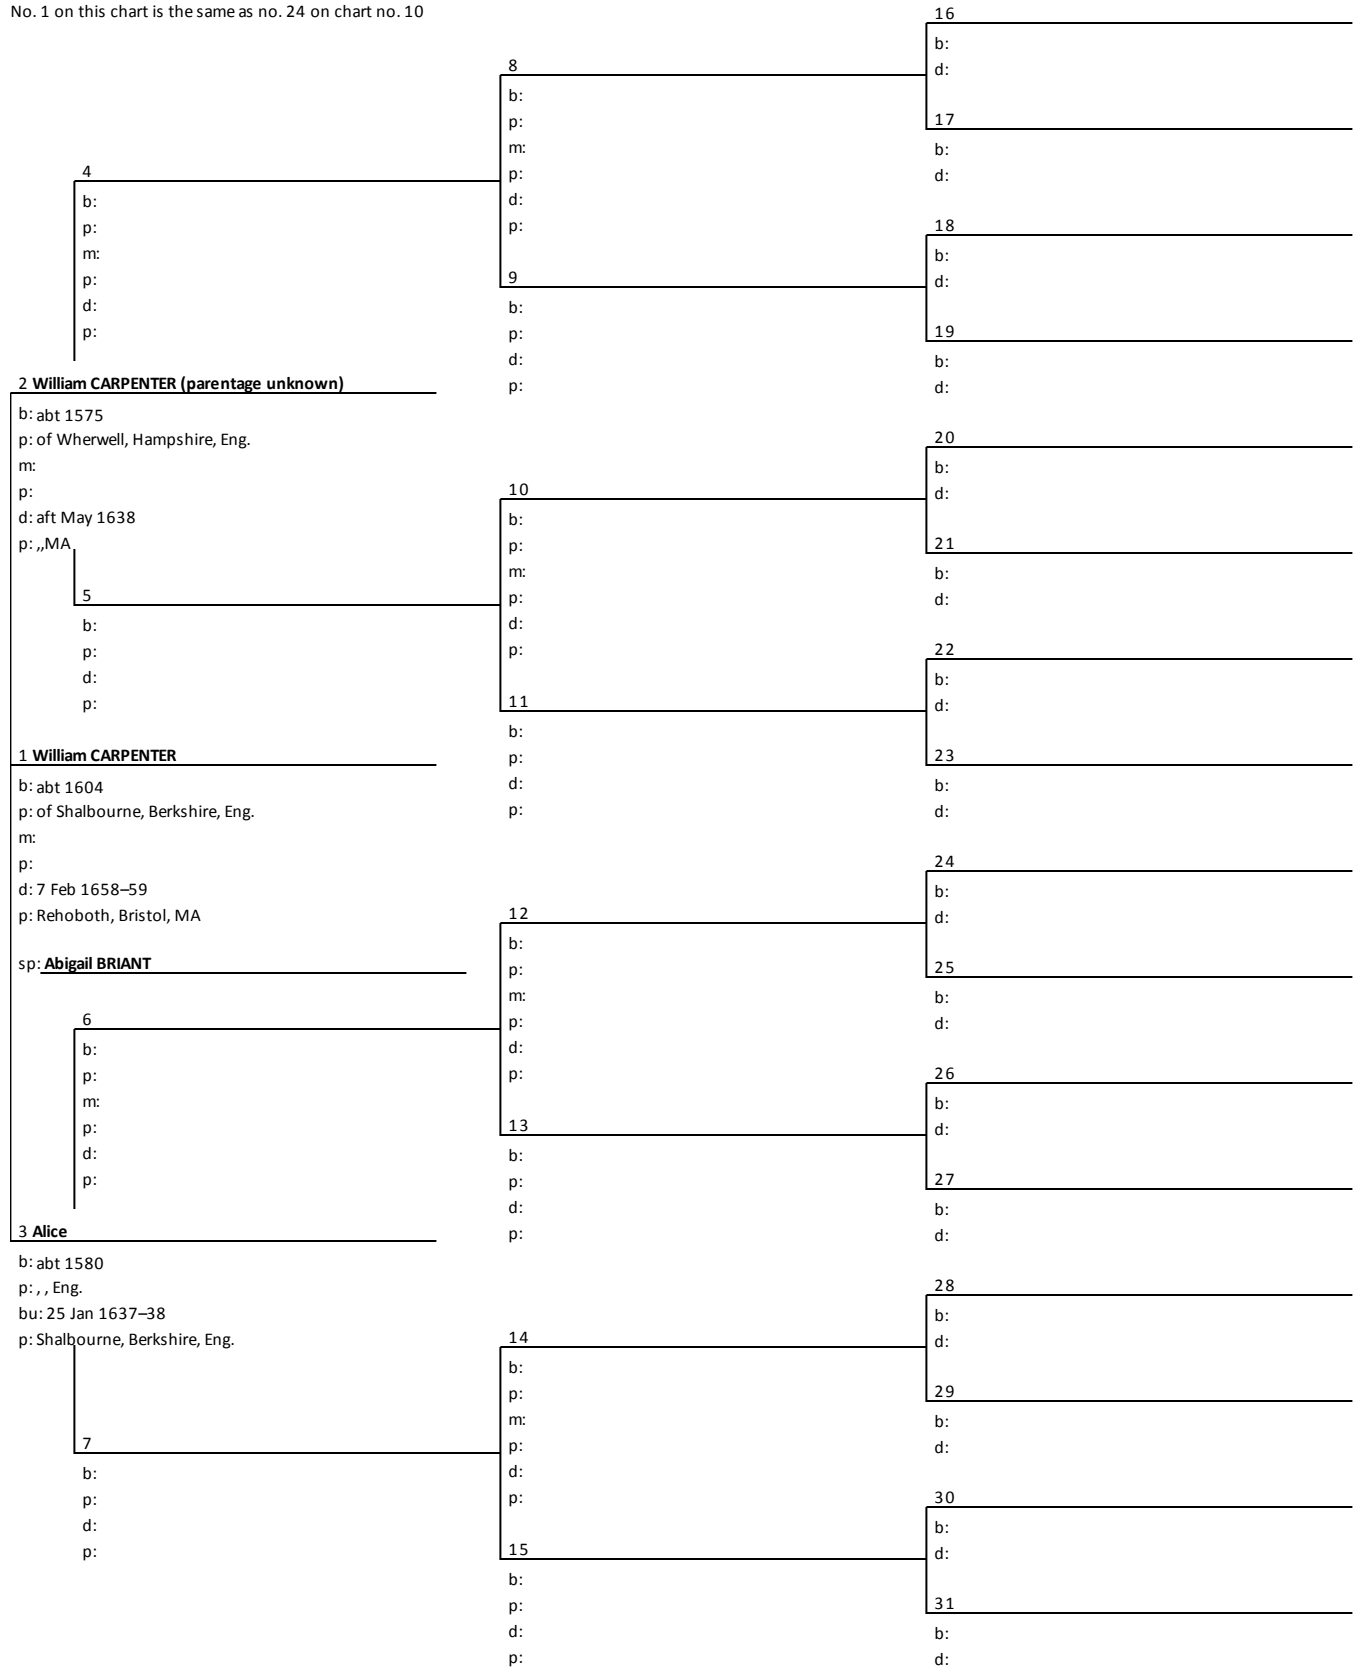 No. 1 on this chart is the same as no. 24 on chart no. 10
4
b:
p:
m:
p:
d:
p:
2 William CARPENTER (parentage unknown)
b: abt 1575
p: of Wherwell, Hampshire, Eng.
m:
p:
d: aft May 1638
p: ,,MA
5
b:
p:
d:
p:
1 William CARPENTER
b: abt 1604
p: of Shalbourne, Berkshire, Eng.
m:
p:
d: 7 Feb 1658–59
p: Rehoboth, Bristol, MA
sp: Abigail BRIANT
6
b:
p:
m:
p:
d:
p:
3 Alice
b: abt 1580
p: , , Eng.
bu: 25 Jan 1637–38
p: Shalbourne, Berkshire, Eng.
7
b:
p:
d:
p:
8
b:
p:
m:
p:
d:
p:
9
b:
p:
d:
p:
10
b:
p:
m:
p:
d:
p:
11
b:
p:
d:
p:
12
b:
p:
m:
p:
d:
p:
13
b:
p:
d:
p:
14
b:
p:
m:
p:
d:
p:
15
b:
p:
d:
p:
16
b:
d:
17
b:
d:
18
b:
d:
19
b:
d:
20
b:
d:
21
b:
d:
22
b:
d:
23
b:
d:
24
b:
d:
25
b:
d:
26
b:
d:
27
b:
d:
28
b:
d:
29
b:
d:
30
b:
d:
31
b:
d: